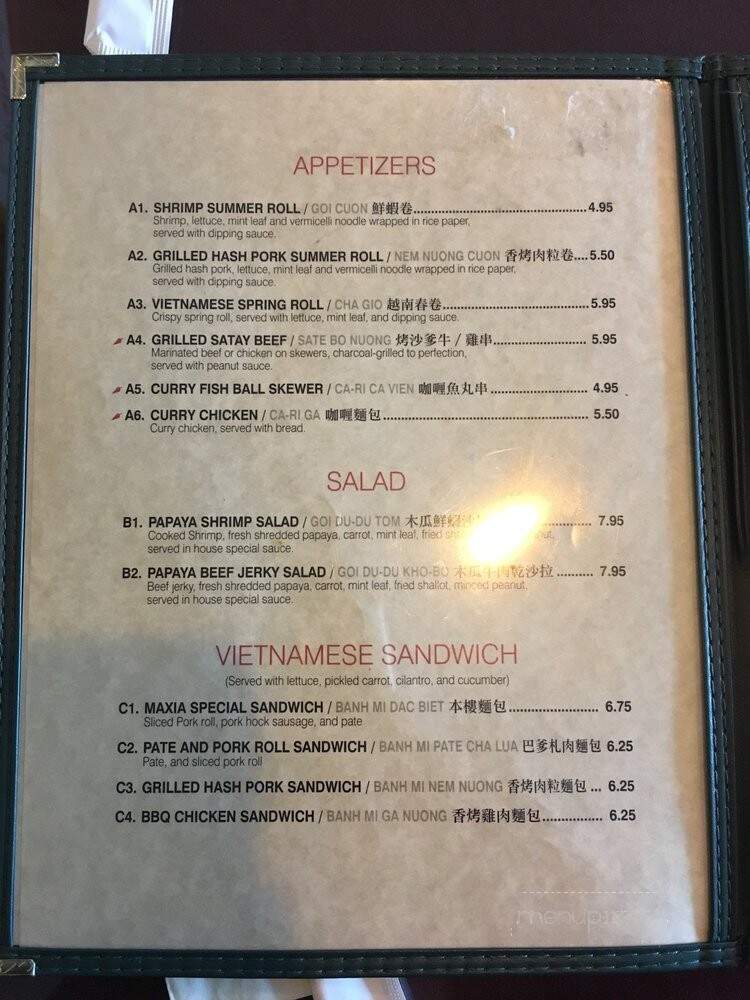 APPETIZERS
A1. SHRIMP SUMMER ROLL / GOI CUON 鮮蝦卷..........................................4.95
Shrimp, lettuce, mint leaf and vermicelli noodle wrapped in rice paper,
served with dipping sauce.
A2. GRILLED HASH PORK SUMMER ROLL / NEM NUONG CUON 香烤肉粒卷....5.50
Grilled hash pork, lettuce, mint leaf and vermicelli noodle wrapped in rice paper,
served with dipping sauce.
A3. VIETNAMESE SPRING ROLL / CHA GIO 越南春卷...................................5.95
Crispy spring roll, served with lettuce, mint leaf, and dipping sauce.
A4. GRILLED SATAY BEEF / SATE BO NUONG 烤沙爹牛 / 雞串....................... 5.95
Marinated beef or chicken on skewers, charcoal-grilled to perfection,
served with peanut sauce.
A5. CURRY FISH BALL SKEWER / CA-RI CA VIEN 咖喱魚丸串........................ 4.95
A6. CURRY CHICKEN / CA-RI GA 咖喱麵包.................................................. 5.50
Curry chicken, served with bread.
SALAD
B1. PAPAYA SHRIMP SALAD / GOI DU-DU TOM 木瓜鮮蝦............ 7.95
Cooked Shrimp, fresh shredded papaya, carrot, mint leaf, fried
served in house special sauce.
B2. PAPAYA BEEF JERKY SALAD / GOI DU-DU KHO-BO 木瓜牛肉乾沙拉.......... 7.95
Beef jerky, fresh shredded papaya, carrot, mint leaf, fried shallot, minced peanut,
served in house special sauce.
VIETNAMESE SANDWICH
(Served with lettuce, pickled carrot, cilantro, and cucumber)
C1. MAXIA SPECIAL SANDWICH / BANH MI DAC BIET 本樓麵包...................... 6.75
Sliced Pork roll, pork hock sausage, and pate
C2. PATE AND PORK ROLL SANDWICH / BANH MI PATE CHA LUA 巴爹札肉麵包 6.25
Pate, and sliced pork roll
C3. GRILLED HASH PORK SANDWICH / BANH MI NEM NUONG 香烤肉粒麵包 ... 6.25
C4. BBQ CHICKEN SANDWICH / BANH MI GA NUONG 香烤雞肉麵包............... 6.25